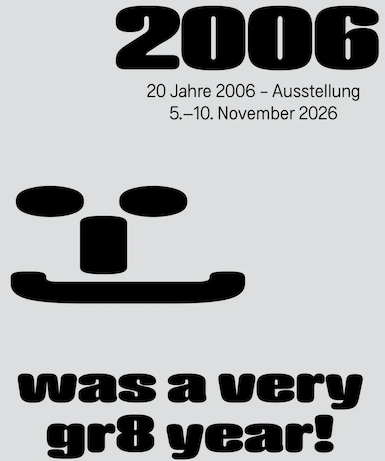 2006
20 Jahre 2006 – Ausstellung
5.–10. November 2026
was a very
gr8 year!